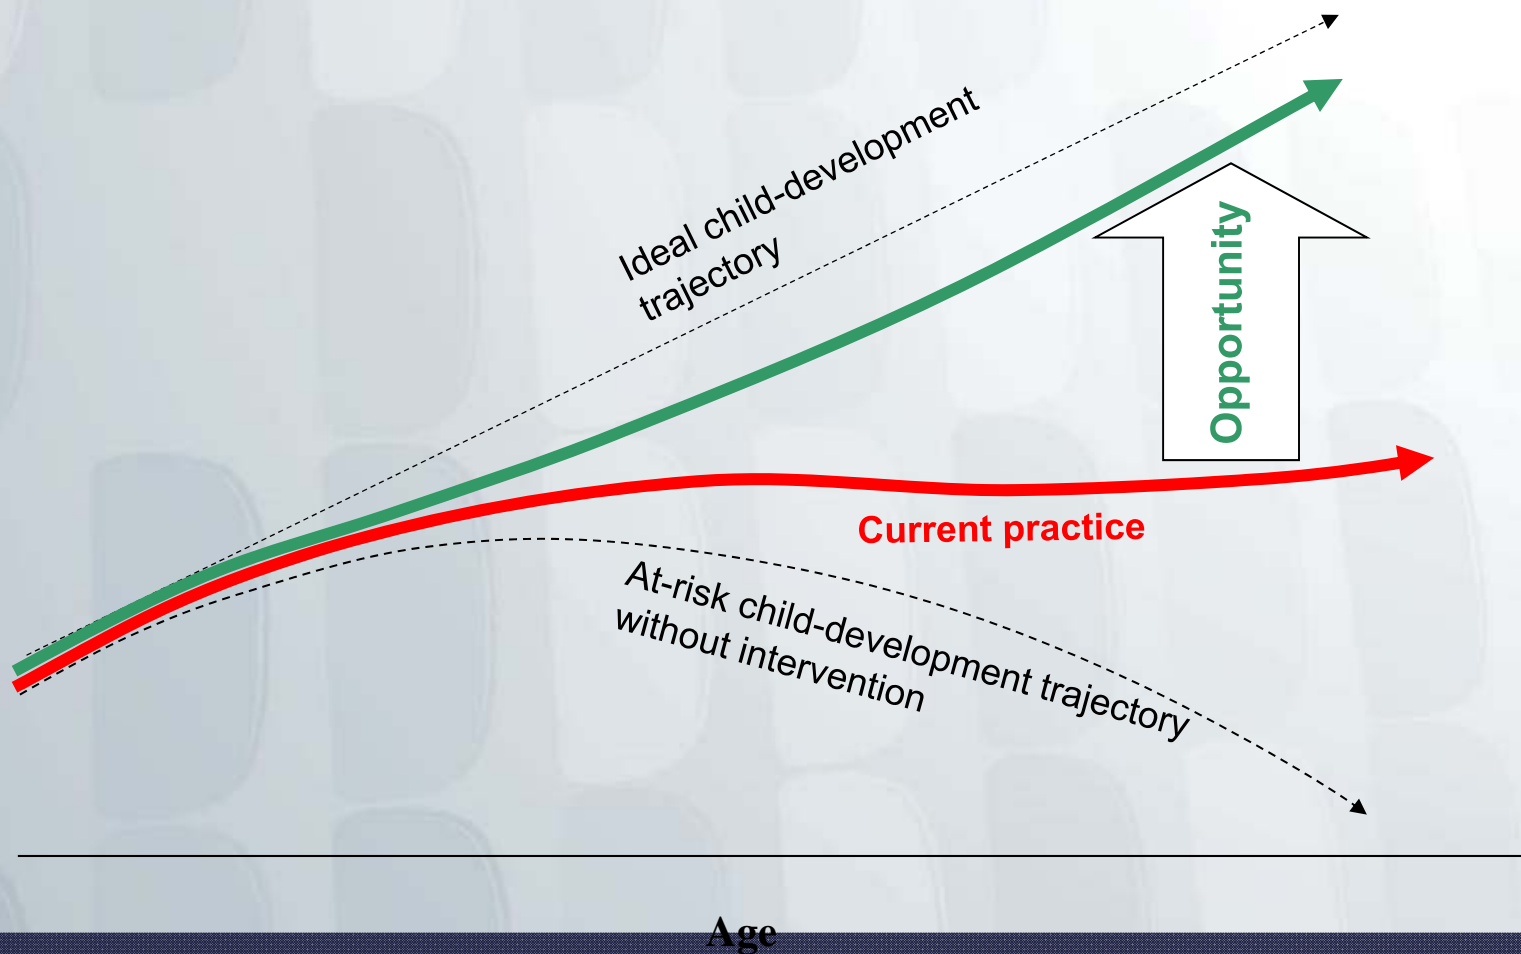 Ideal child-development
trajectory
Opportunity
Current practice
At-risk child-development trajectory
without intervention
Age